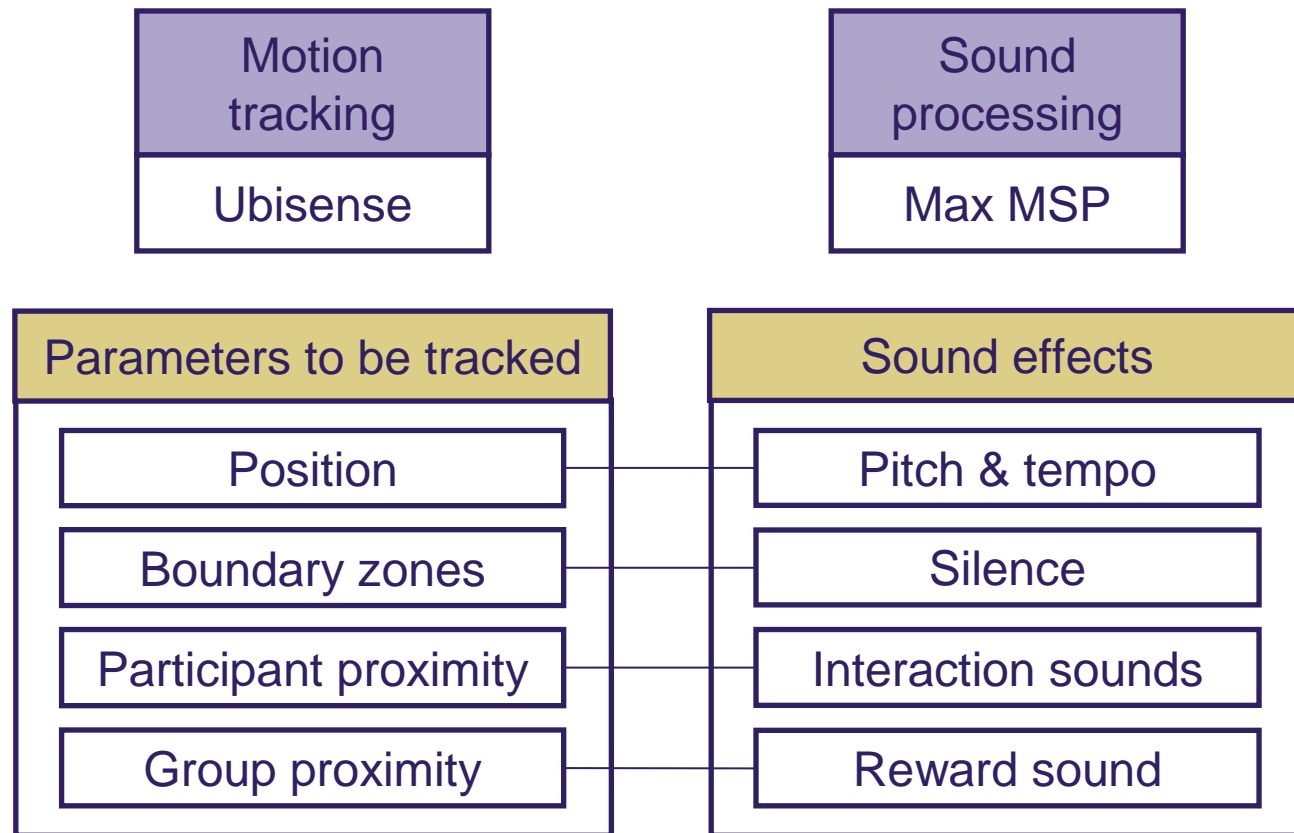 Motion
tracking
Ubisense
Sound
processing
Max MSP
Parameters to be tracked
Position
Boundary zones
Participant proximity
Group proximity
Sound effects
Pitch & tempo
Silence
Interaction sounds
Reward sound